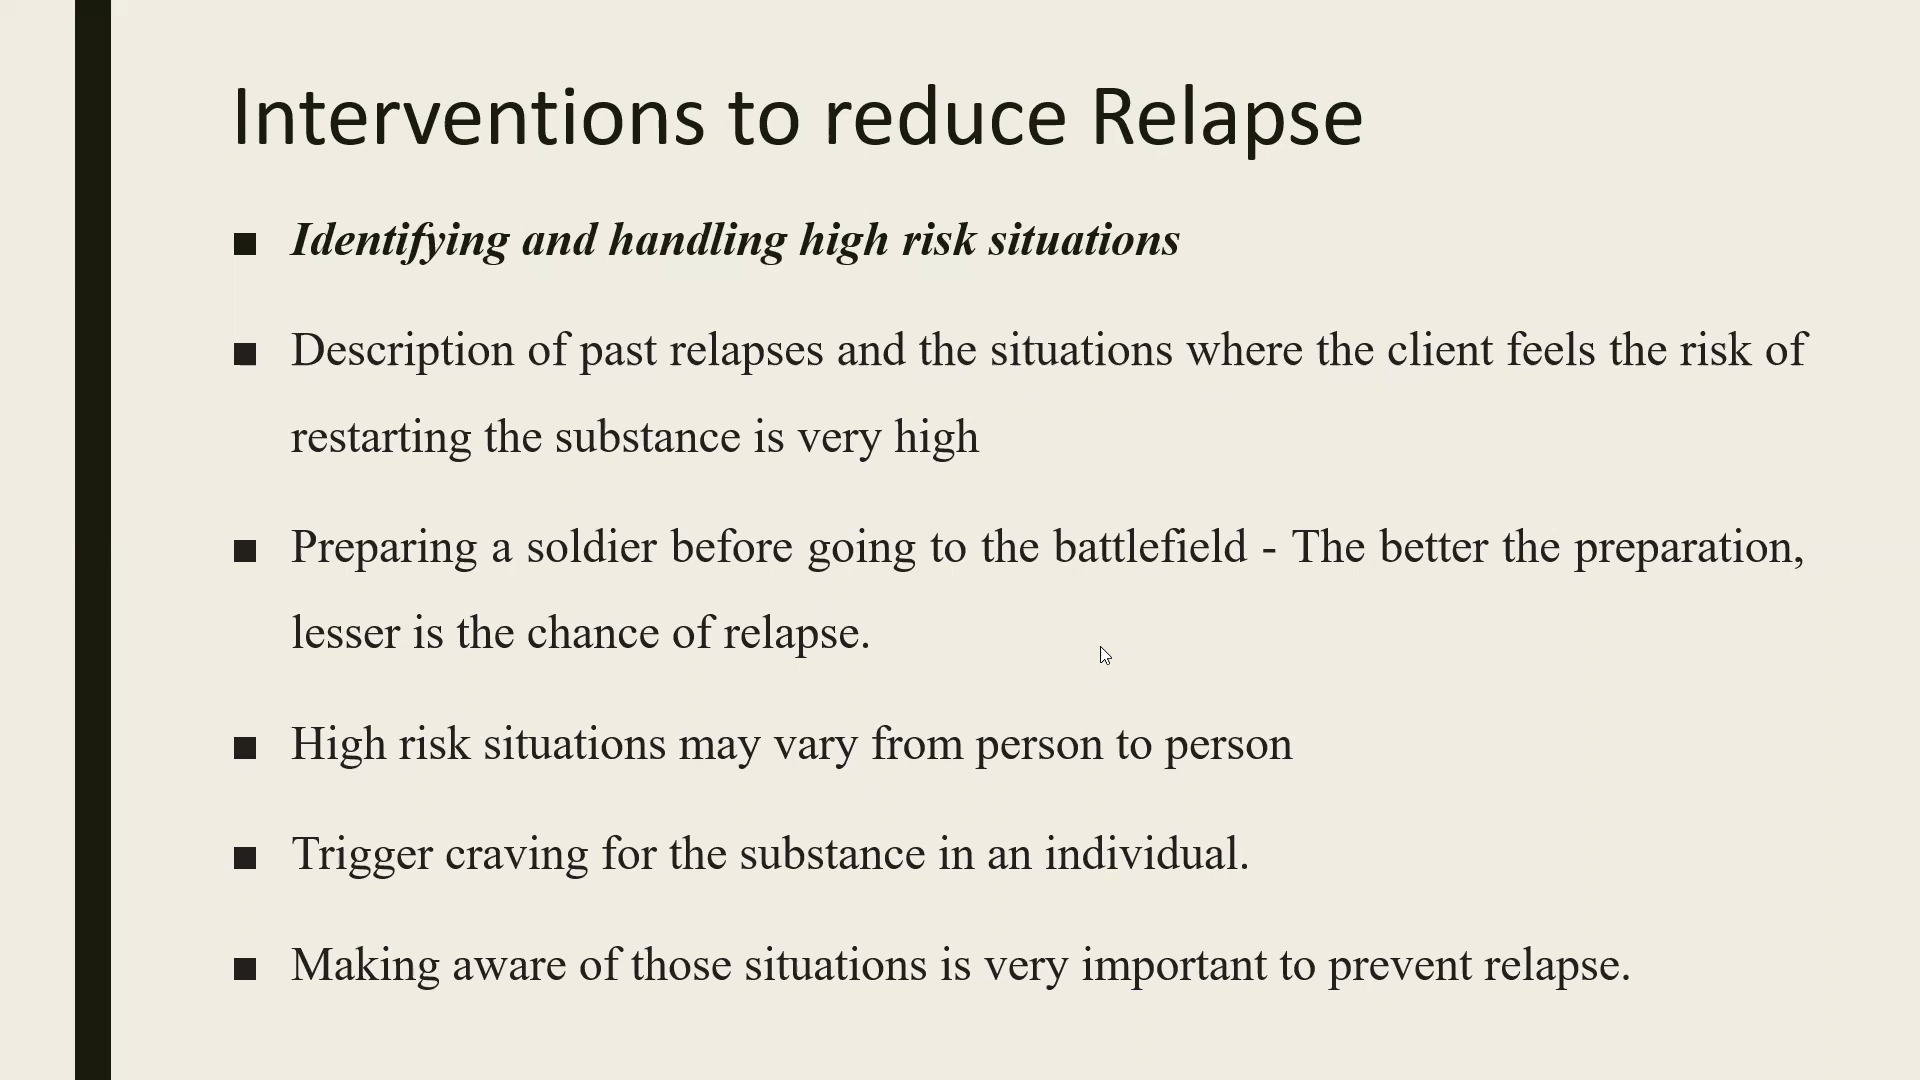 Interventions to reduce Relapse
■ Identifying and handling high risk situations
■ Description of past relapses and the situations where the client feels the risk of
restarting the substance is very high
■ Preparing a soldier before going to the battlefield - The better the preparation,
lesser is the chance of relapse.
■ High risk situations may vary from person to person
■ Trigger craving for the substance in an individual.
■ Making aware of those situations is very important to prevent relapse.